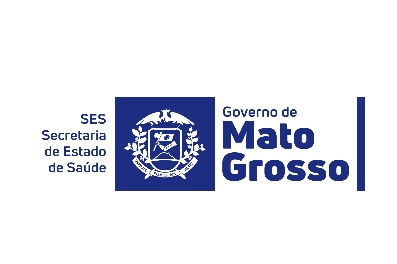 SES
Secretaria
de Estado
de Saúde
Governo de
Mato
Grosso